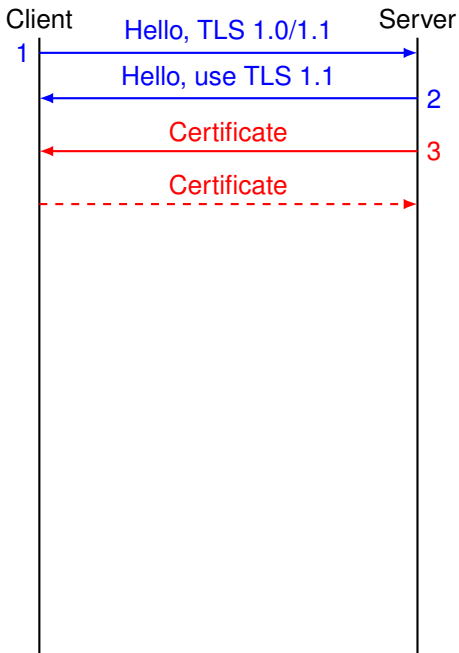 Client Server
1 Hello, TLS 1.0/1.1
Hello, use TLS 1.1 2
Certificate 3
Certificate